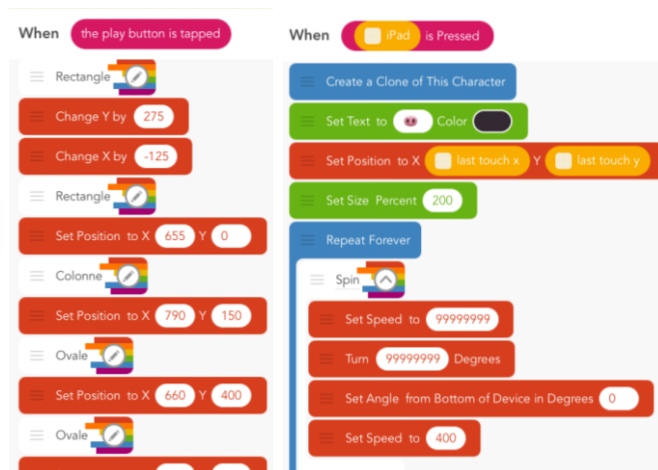 When the play button is tapped
Rectangle
Change Y by 275
Change X by -125
Rectangle
Set Position to X 655 Y 0
Colonne
Set Position to X 790 Y 150
Ovale
Set Position to X 660 Y 400
Ovale
When iPad is Pressed
Create a Clone of This Character
Set Text to Color
Set Position to X last touch x Y last touch y
Set Size Percent 200
Repeat Forever
Spin
Set Speed to 99999999
Turn 99999999 Degrees
Set Angle from Bottom of Device in Degrees 0
Set Speed to 400